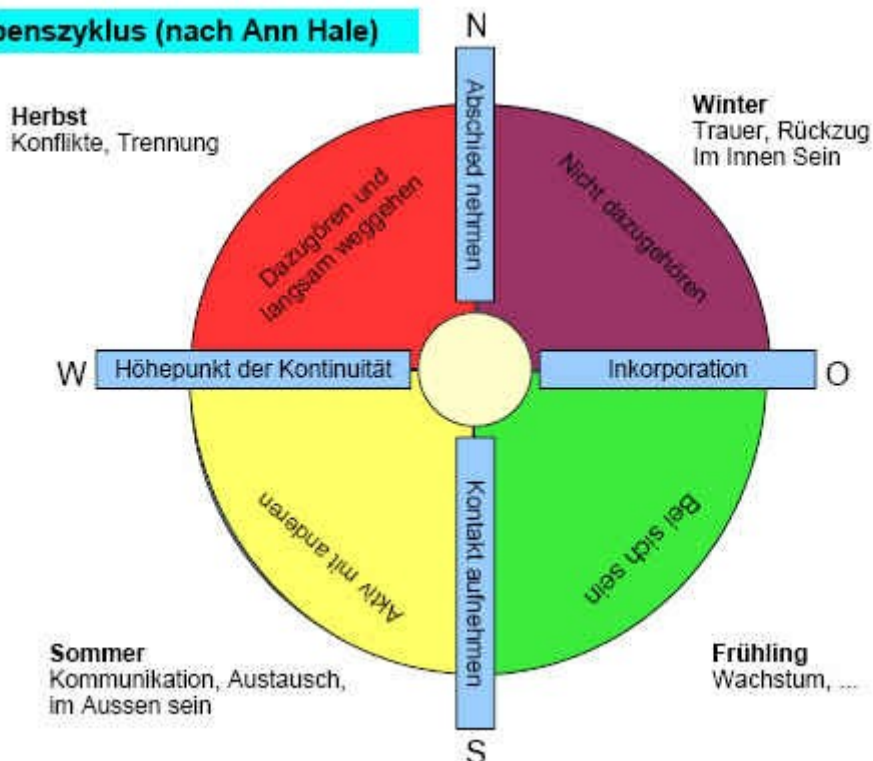 benszyklus (nach Ann Hale)
N
Herbst
Konflikte, Trennung
Winter
Trauer, Rückzug
Im Innen Sein
Abschied nehmen
Dazugören und
langsam weggehen
Nicht dazugehören
W
Höhepunkt der Kontinuität
Inkorporation
O
Aktiv mit anderen
Kontakt aufnehmen
Bei sich sein
Sommer
Kommunikation, Austausch,
im Aussen sein
Frühling
Wachstum, ...
S